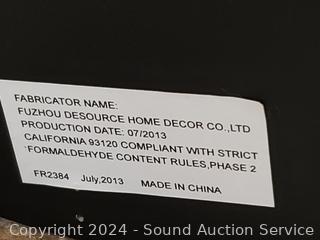 FABRICATOR NAME:
FUZHOU DESOURCE HOME DECOR CO.,LTD
PRODUCTION DATE: 07/2013
CALIFORNIA 93120 COMPLIANT WITH STRICT
FORMALDEHYDE CONTENT RULES,PHASE 2
FR2384 July,2013 MADE IN CHINA
Copyright 2024 - Sound Auction Service